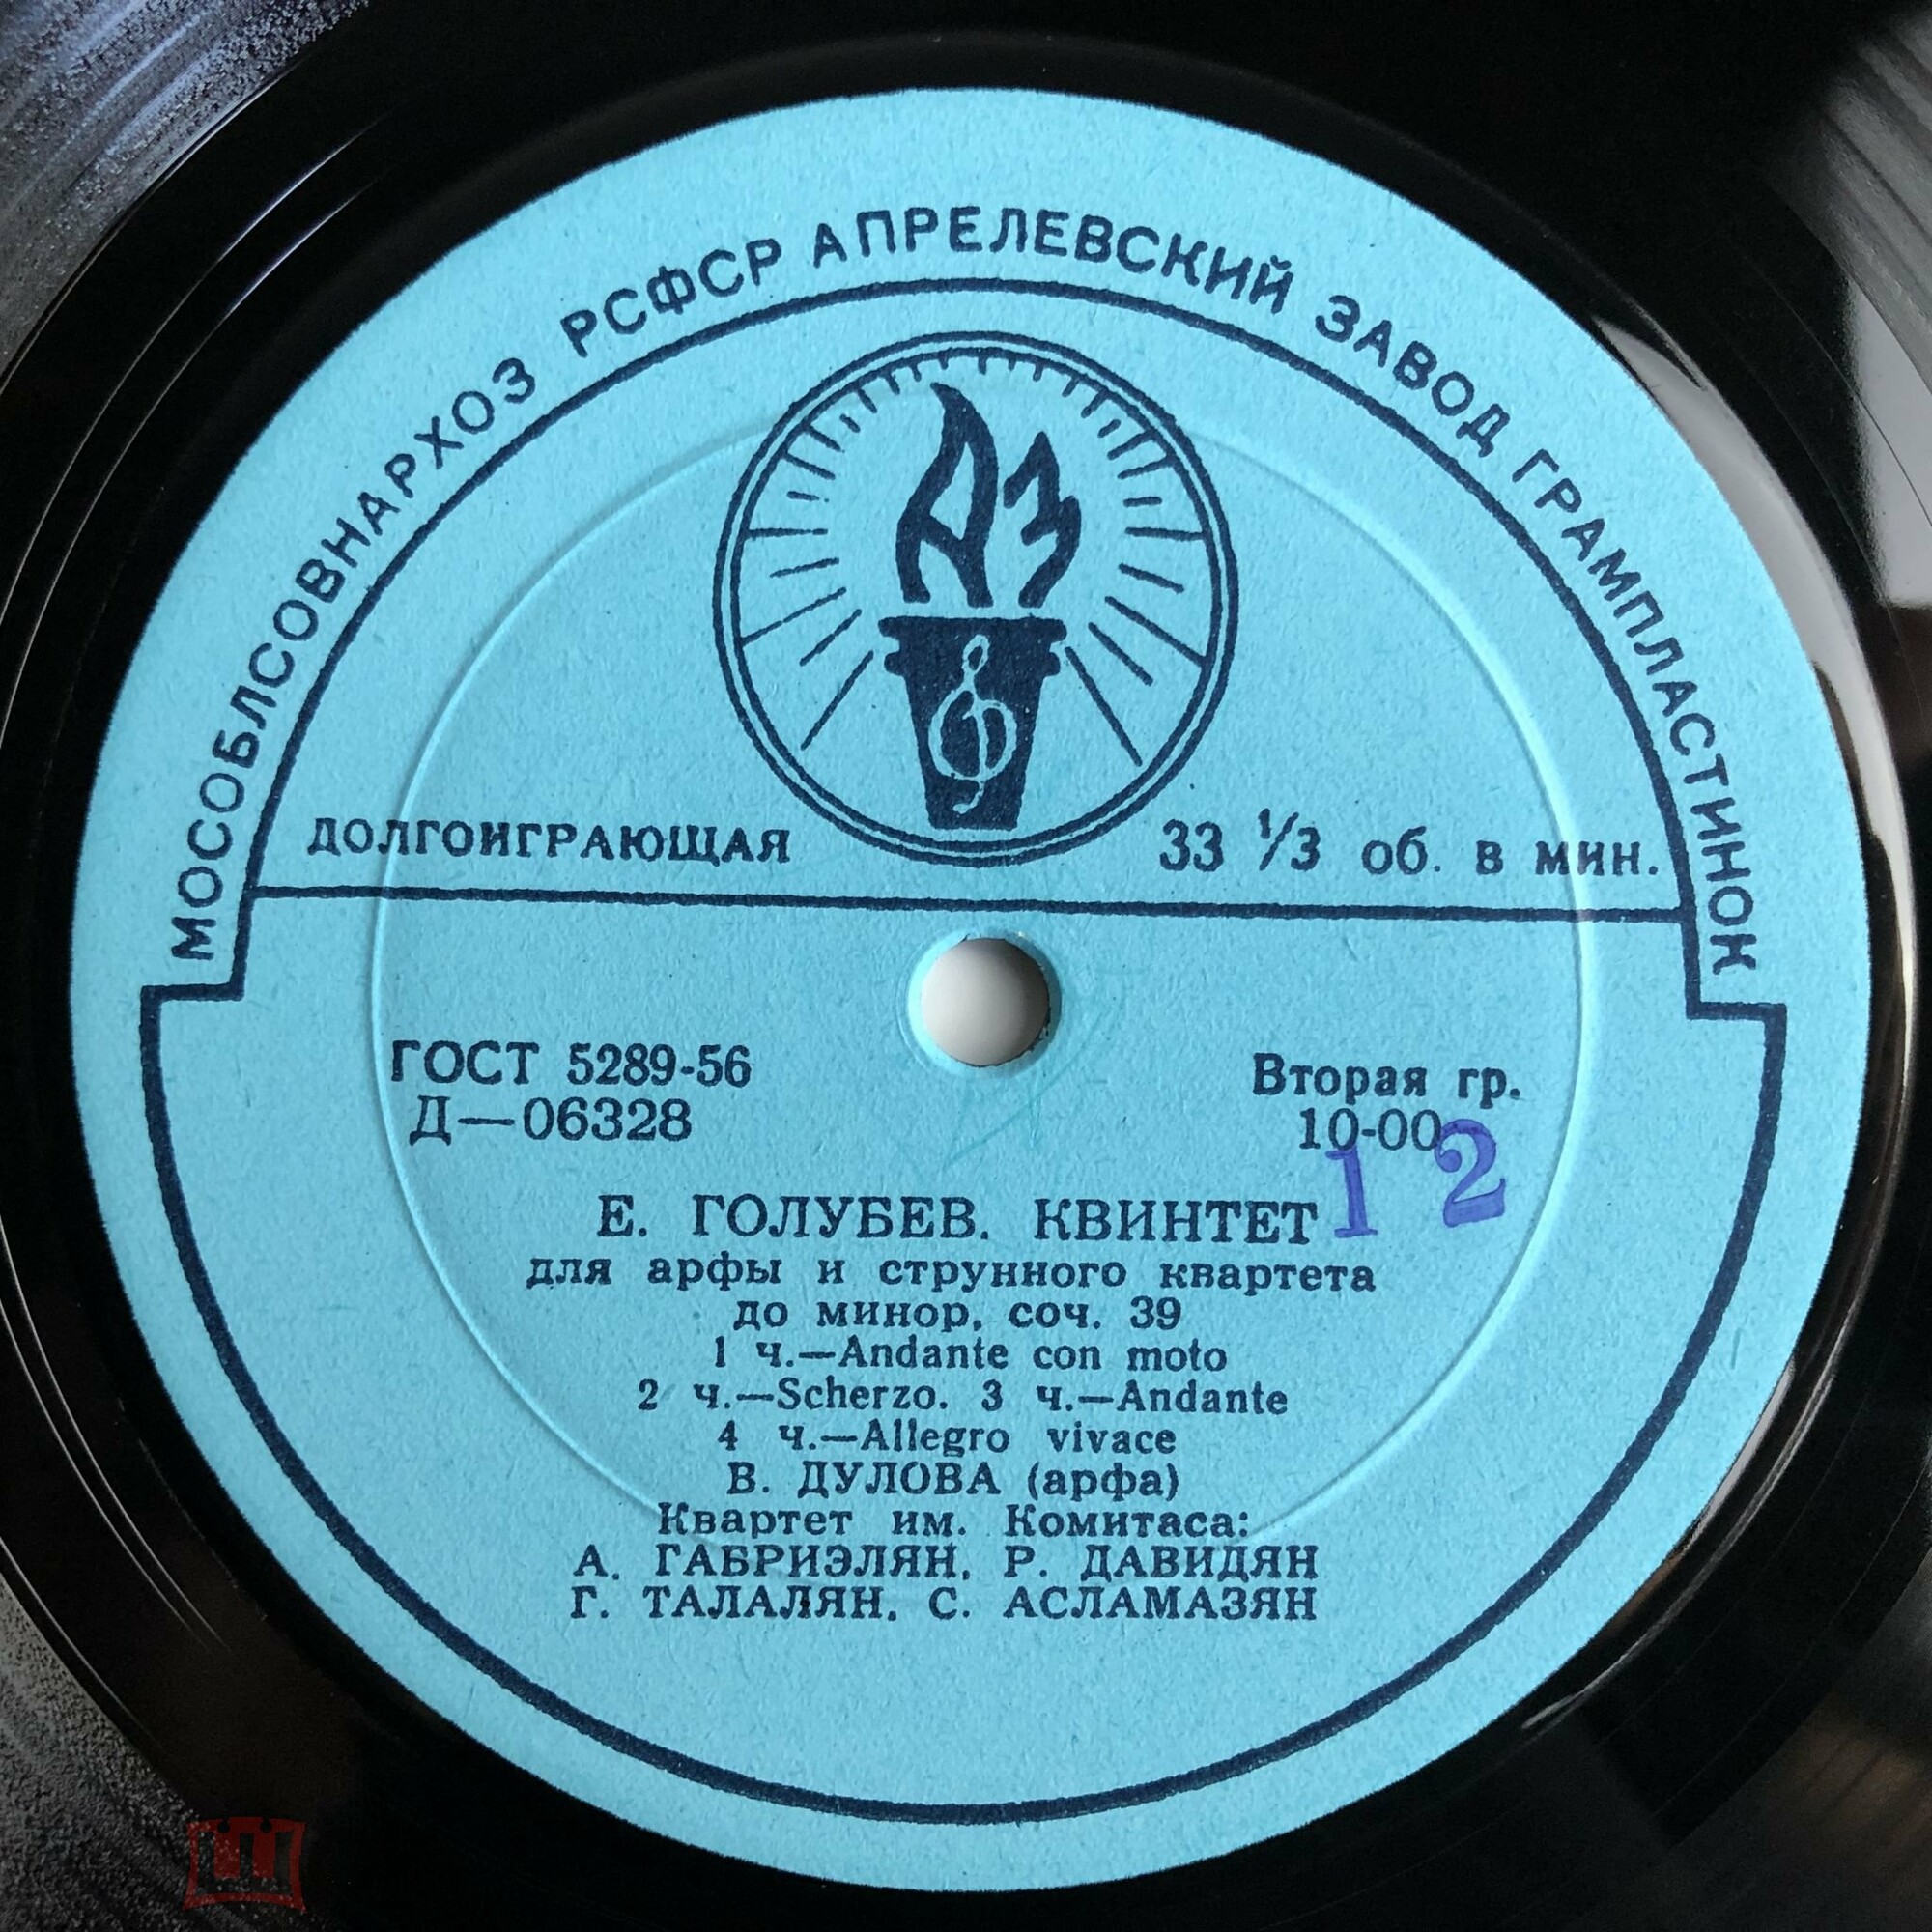 МОСОБЛСОВНАРХОЗ РСФСР АПРЕЛЕВСКИЙ ЗАВОД ГРАМПЛАСТИНОК
АЗ
ДОЛГОИГРАЮЩАЯ 33 1/3 об. в мин.
ГОСТ 5289-56 Вторая гр.
Д—06328 10-00
1 2
Е. ГОЛУБЕВ. КВИНТЕТ
для арфы и струнного квартета
до минор, соч. 39
1 ч.—Andante con moto
2 ч.—Scherzo. 3 ч.—Andante
4 ч.—Allegro vivace
В. ДУЛОВА (арфа)
Квартет им. Комитаса:
А. ГАБРИЭЛЯН, Р. ДАВИДЯН
Г. ТАЛАЛЯН, С. АСЛАМАЗЯН